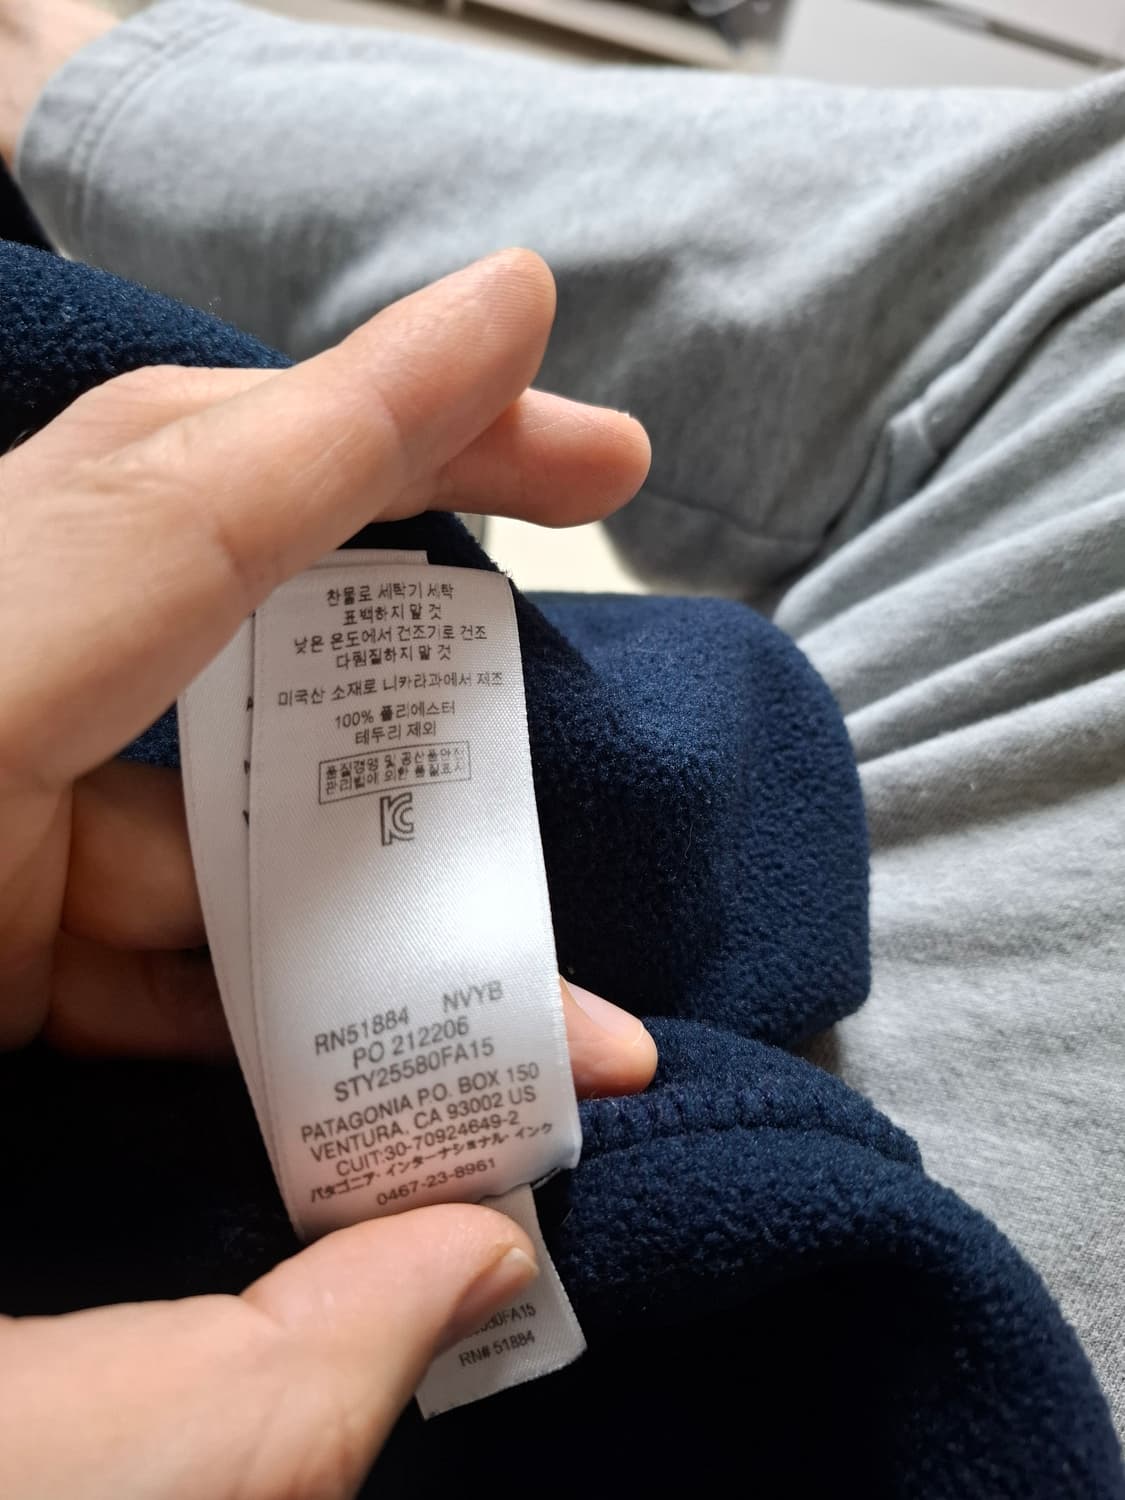 찬물로 세탁기 세탁
표백하지 말 것
낮은 온도에서 건조기로 건조
다림질하지 말 것
미국산 소재로 니카라과에서 제조
100% 폴리에스터
테두리 제외
품질경영 및 공산품안전
관리법에 의한 품질표시
RN51884 NVYB
PO 212206
STY25580FA15
PATAGONIA P.O. BOX 150
VENTURA, CA 93002 US
CUIT:30-70924649-2
パタゴニア・インターナショナル・インク
0467-23-8961
RN# 51884